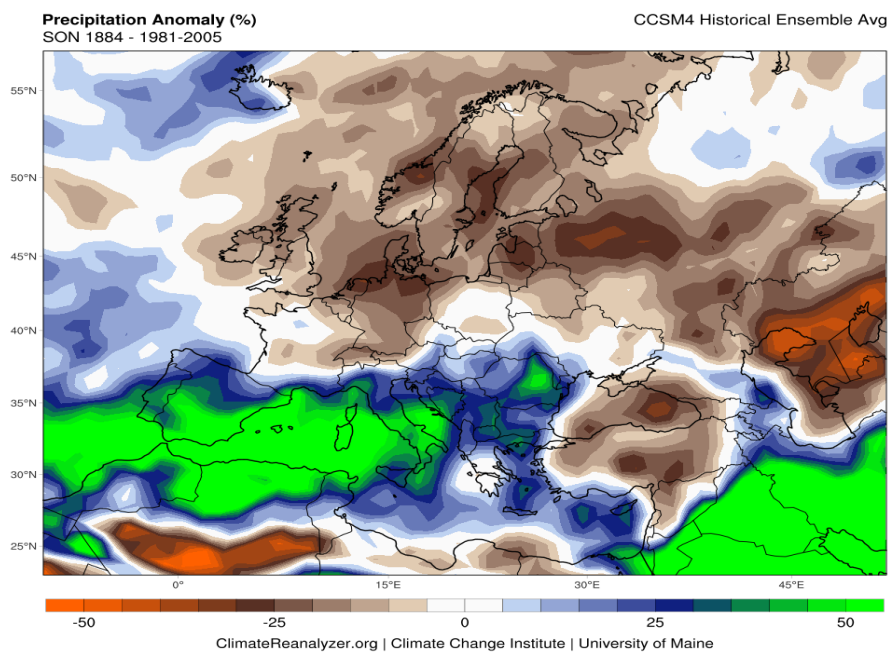 Precipitation Anomaly (%)
CCSM4 Historical Ensemble Avg
SON 1884 - 1981-2005
55°N
50°N
45°N
40°N
35°N
30°N
25°N
0° 15°E 30°E 45°E
-50 -25 0 25 50
ClimateReanalyzer.org | Climate Change Institute | University of Maine